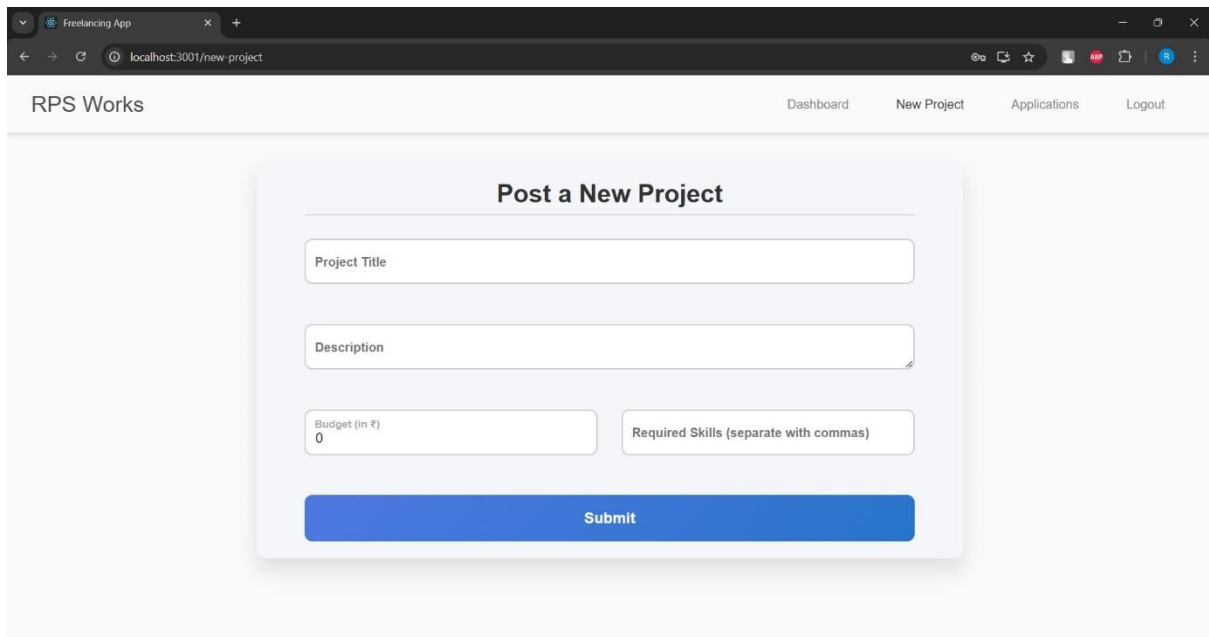 Freelancing App
localhost:3001/new-project
ABP
R
RPS Works
Dashboard New Project Applications Logout
Post a New Project
Project Title
Description
Budget (in ₹)
0
Required Skills (separate with commas)
Submit